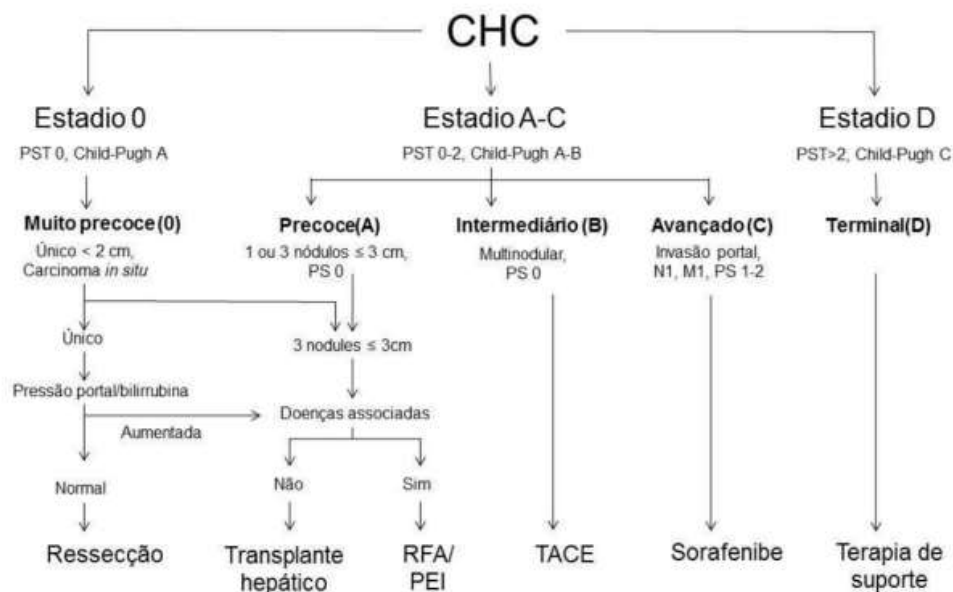 CHC
Estadio 0
Estadio A-C
Estadio D
PST 0, Child-Pugh A
PST 0-2, Child-Pugh A-B
PST>2, Child-Pugh C
Muito precoce(0)
Precoce(A)
Intermediário (B)
Avançado(C)
Terminal(D)
Único < 2 cm,
Carcinoma in situ
1 ou 3 nódulos ≤ 3 cm,
PS 0
Multinodular,
PS 0
Invasão portal,
N1, M1, PS 1-2
Único
3 nodules ≤ 3cm
Pressão portal/bilirrubina
Doenças associadas
Aumentada
Normal
Não
Sim
Ressecção
Transplante
hepático
RFA/
PEI
TACE
Sorafenibe
Terapia de
suporte